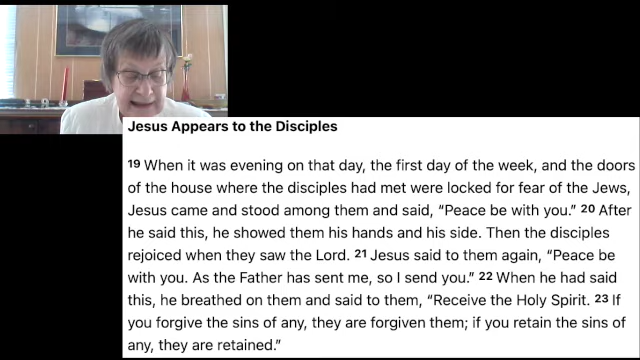 Jesus Appears to the Disciples
19 When it was evening on that day, the first day of the week, and the doors
of the house where the disciples had met were locked for fear of the Jews,
Jesus came and stood among them and said, “Peace be with you.” 20 After
he said this, he showed them his hands and his side. Then the disciples
rejoiced when they saw the Lord. 21 Jesus said to them again, “Peace be
with you. As the Father has sent me, so I send you.” 22 When he had said
this, he breathed on them and said to them, “Receive the Holy Spirit. 23 If
you forgive the sins of any, they are forgiven them; if you retain the sins of
any, they are retained.”